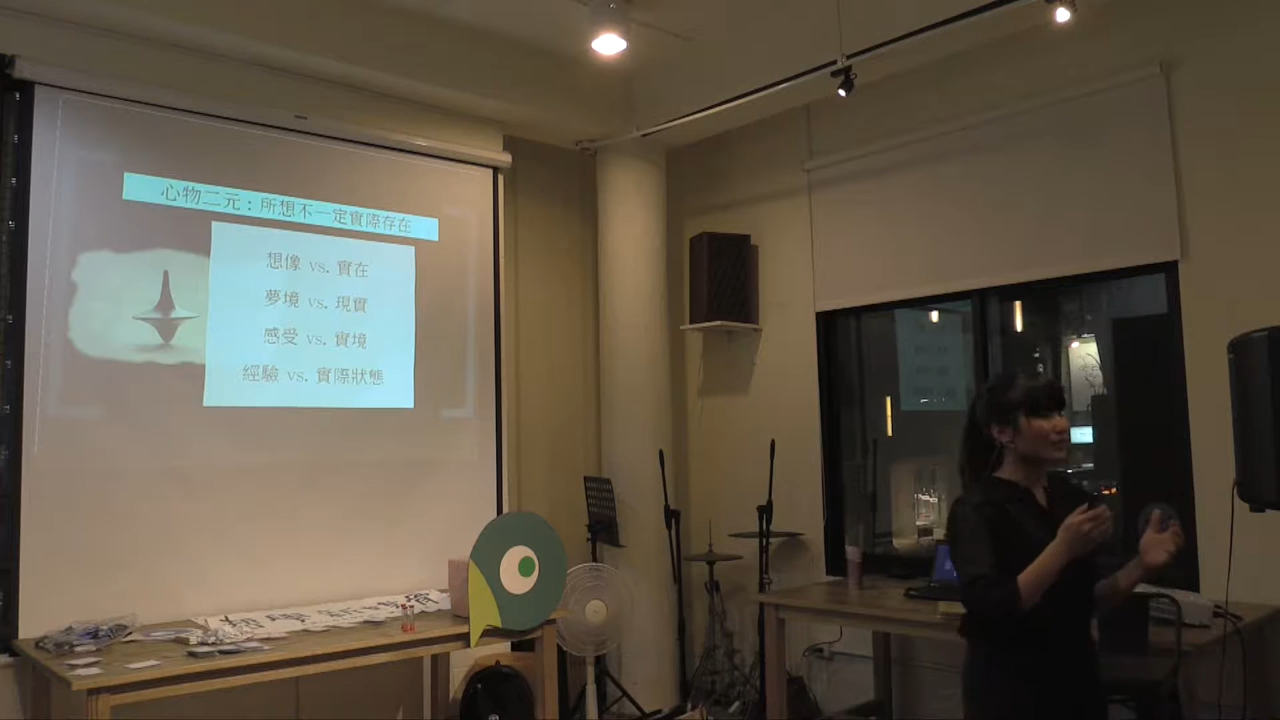 心物二元：所想不一定實際存在
想像 vs. 實在
夢境 vs. 現實
感受 vs. 實境
經驗 vs. 實際狀態